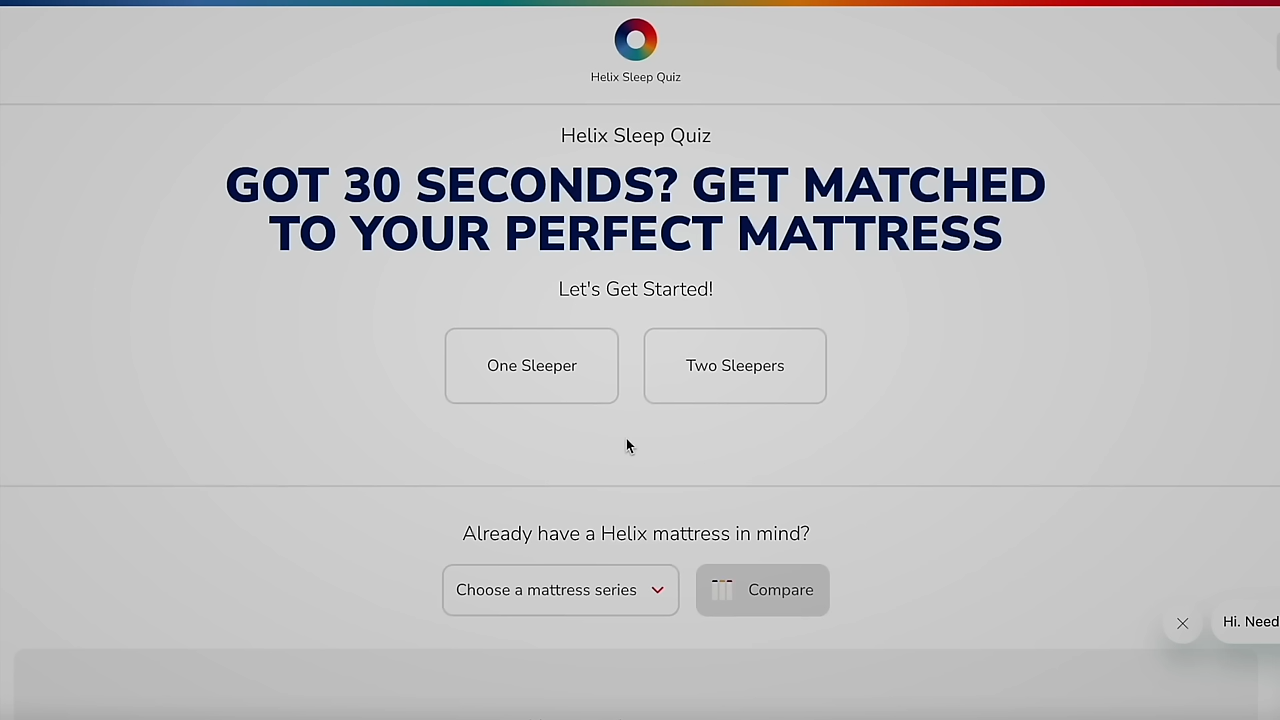 Helix Sleep Quiz
Helix Sleep Quiz
GOT 30 SECONDS? GET MATCHED
TO YOUR PERFECT MATTRESS
Let's Get Started!
One Sleeper
Two Sleepers
Already have a Helix mattress in mind?
Choose a mattress series
Compare
Hi. Need